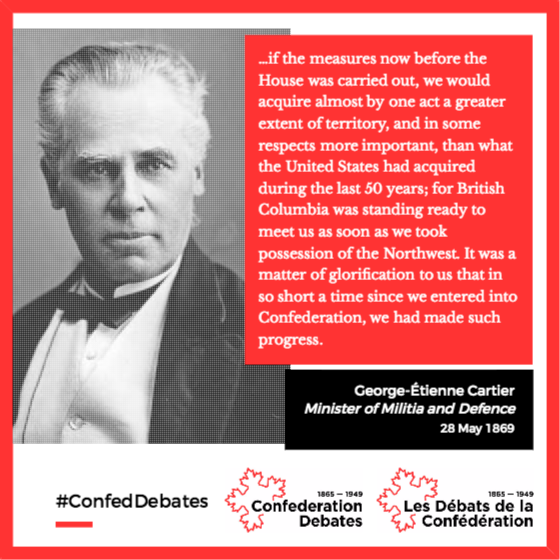 ...if the measures now before the
House was carried out, we would
acquire almost by one act a greater
extent of territory, and in some
respects more important, than what
the United States had acquired
during the last 50 years; for British
Columbia was standing ready to
meet us as soon as we took
possession of the Northwest. It was a
matter of glorification to us that in
so short a time since we entered into
Confederation, we had made such
progress.
George-Étienne Cartier
Minister of Militia and Defence
28 May 1869
#ConfedDebates
1865 — 1949
Confederation
Debates
1865 — 1949
Les Débats de la
Confédération